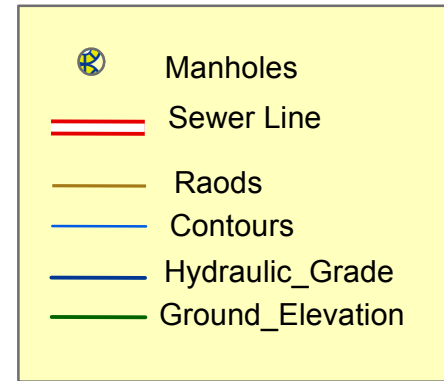 Manholes
Sewer Line
Raods
Contours
Hydraulic_Grade
Ground_Elevation